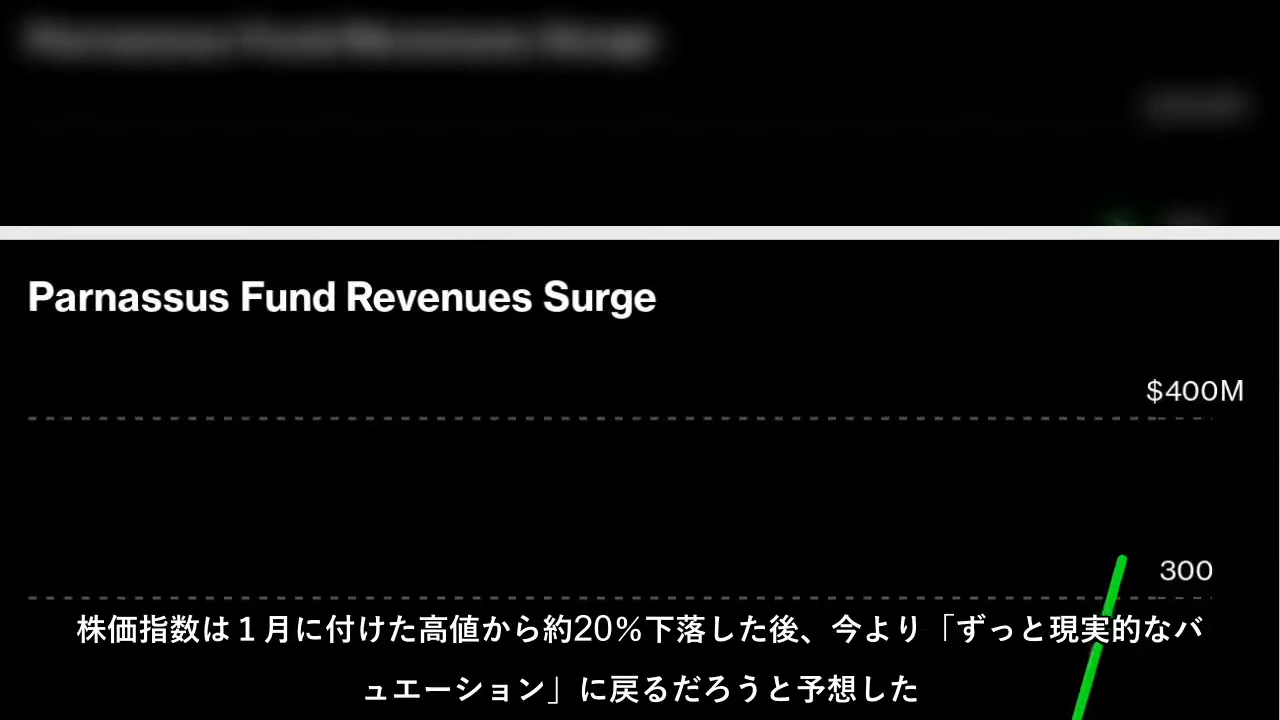 Parnassus Fund Revenues Surge
$400M
300
株価指数は１月に付けた高値から約20％下落した後、今より「ずっと現実的なバ
ュエーション」に戻るだろうと予想した